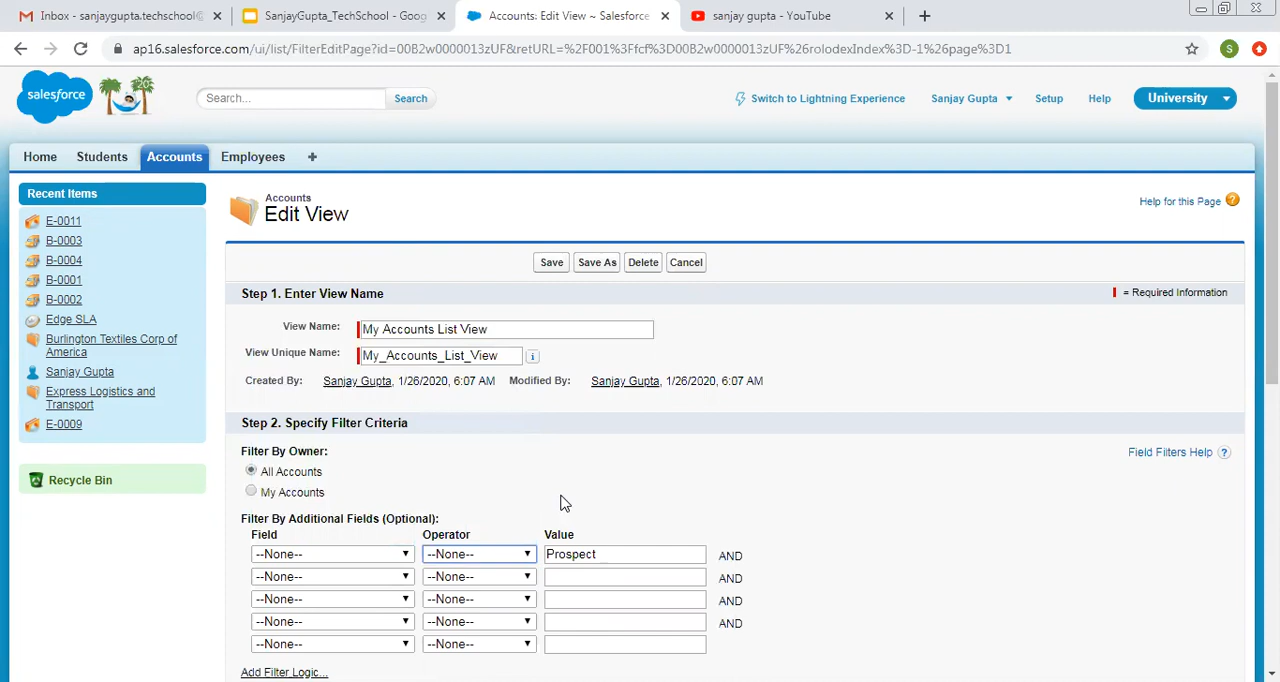 Inbox - sanjaygupta.techschool@
SanjayGupta_TechSchool - Goog
Accounts: Edit View ~ Salesforce
sanjay gupta - YouTube
ap16.salesforce.com/ui/list/FilterEditPage?id=00B2w0000013zUF&retURL=%2F001%3Ffcf%3D00B2w0000013zUF%26rolodexIndex%3D-1%26page%3D1
S
salesforce
20
Search...
Search
Switch to Lightning Experience
Sanjay Gupta
Setup
Help
University
Home
Students
Accounts
Employees
+
Recent Items
E-0011
B-0003
B-0004
B-0001
B-0002
Edge SLA
Burlington Textiles Corp of
America
Sanjay Gupta
Express Logistics and
Transport
E-0009
Recycle Bin
Accounts
Edit View
Help for this Page ?
Save
Save As
Delete
Cancel
Step 1. Enter View Name
= Required Information
View Name:
My Accounts List View
View Unique Name:
My_Accounts_List_View
i
Created By:
Sanjay Gupta, 1/26/2020, 6:07 AM
Modified By:
Sanjay Gupta, 1/26/2020, 6:07 AM
Step 2. Specify Filter Criteria
Filter By Owner:
All Accounts
My Accounts
Field Filters Help ?
Filter By Additional Fields (Optional):
Field
Operator
Value
--None--
--None--
Prospect
AND
--None--
--None--
AND
--None--
--None--
AND
--None--
--None--
AND
--None--
--None--
Add Filter Logic...